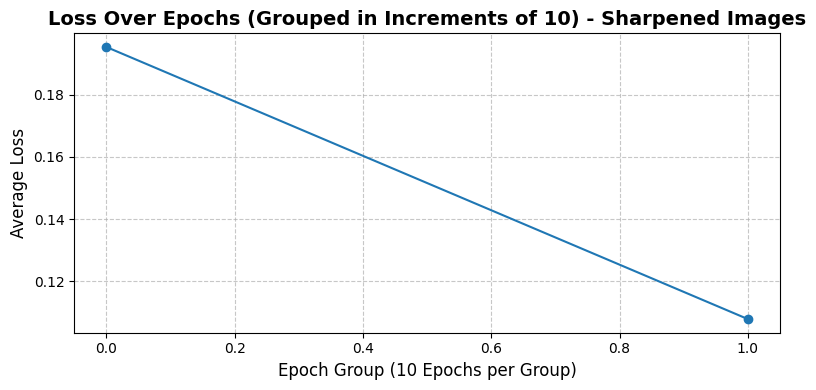 Loss Over Epochs (Grouped in Increments of 10) - Sharpened Images
Average Loss
0.18
0.16
0.14
0.12
0.0 0.2 0.4 0.6 0.8 1.0
Epoch Group (10 Epochs per Group)